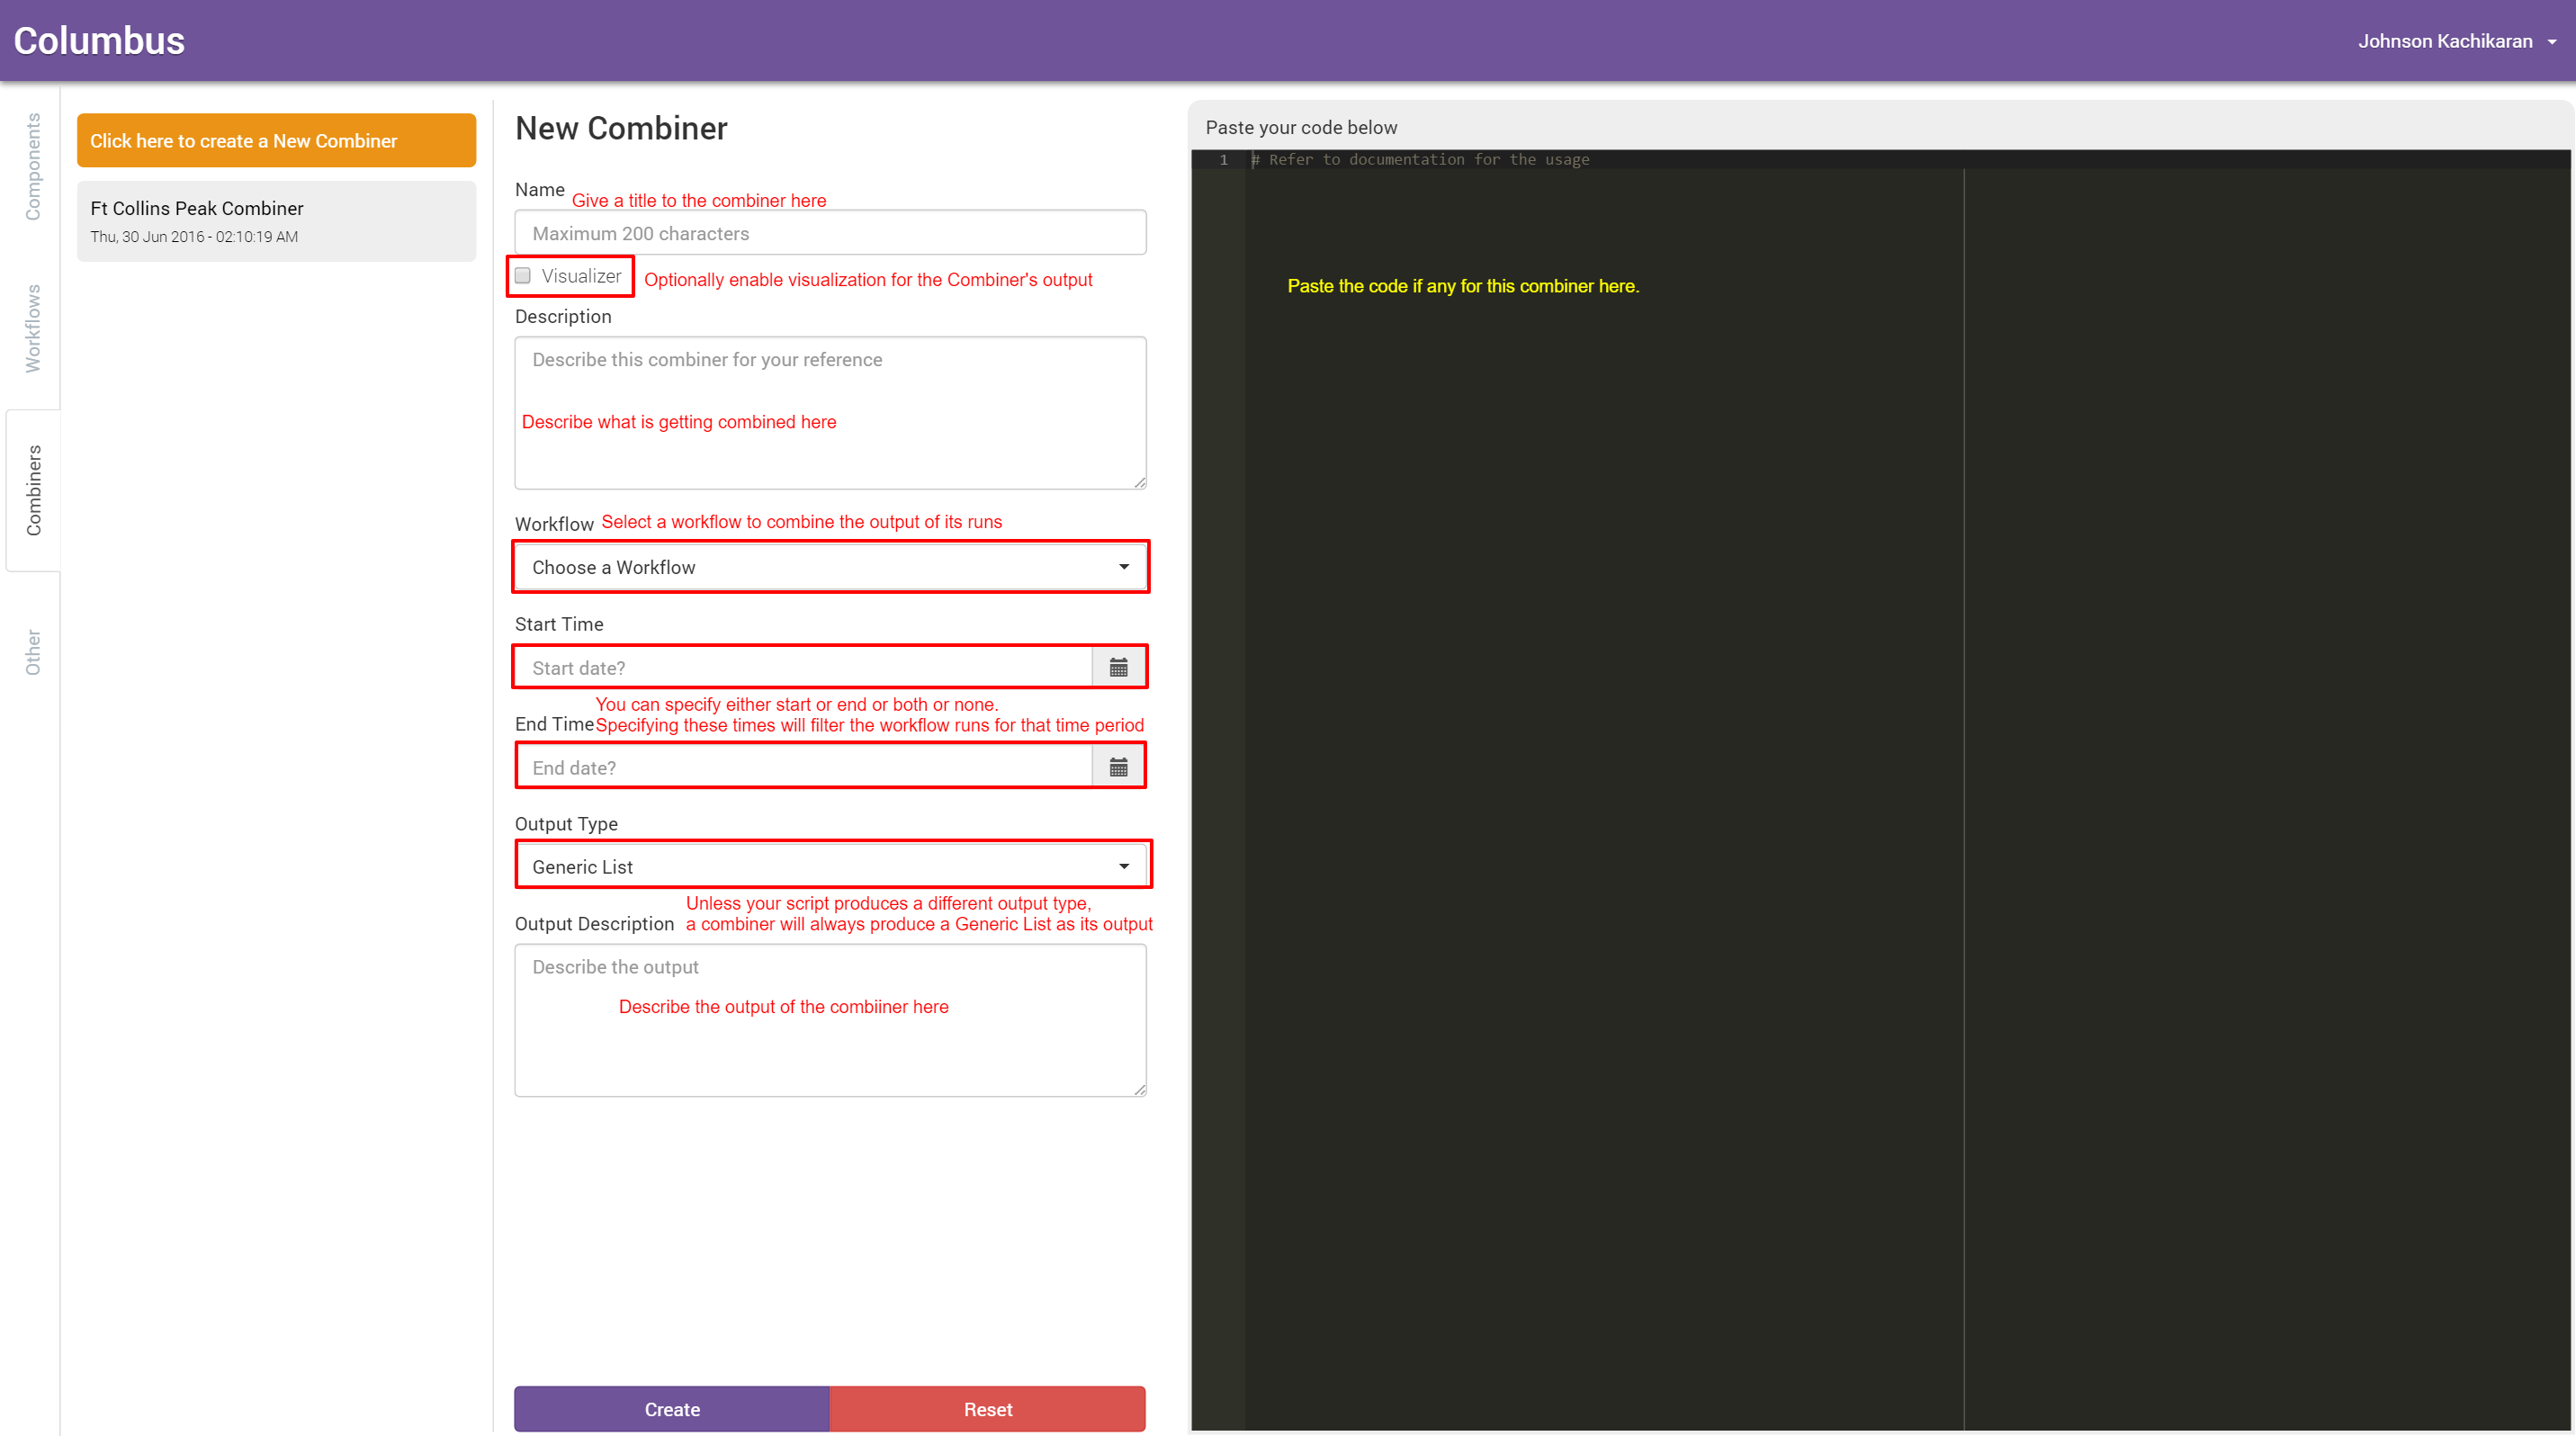 Columbus
Johnson Kachikaran
Components
Workflows
Combiners
Other
Click here to create a New Combiner
Ft Collins Peak Combiner
Thu, 30 Jun 2016 - 02:10:19 AM
New Combiner
Name Give a title to the combiner here
Maximum 200 characters
Visualizer Optionally enable visualization for the Combiner's output
Description
Describe this combiner for your reference
Describe what is getting combined here
Workflow Select a workflow to combine the output of its runs
Choose a Workflow
Start Time
Start date?
You can specify either start or end or both or none.
End Time Specifying these times will filter the workflow runs for that time period
End date?
Output Type
Generic List
Unless your script produces a different output type,
Output Description a combiner will always produce a Generic List as its output
Describe the output
Describe the output of the combiiner here
Create
Reset
Paste your code below
1 # Refer to documentation for the usage
Paste the code if any for this combiner here.